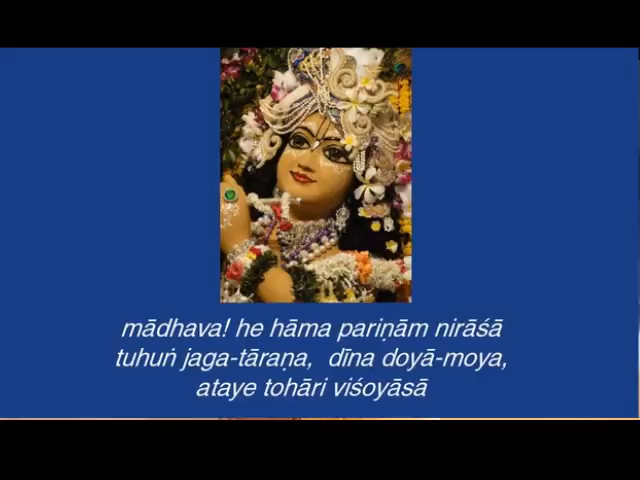 mādhava! he hāma pariṇām nirāśā
tuhuṅ jaga-tāraṇa, dīna doyā-moya,
ataye tohāri viśoyāsā